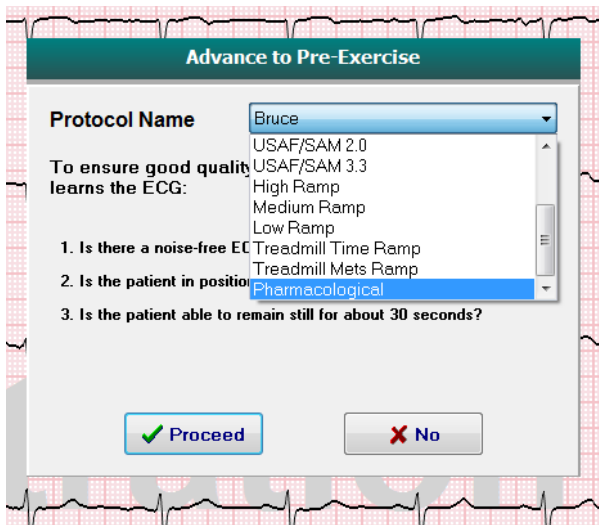 Advance to Pre-Exercise
Protocol Name Bruce
USAF/SAM 2.0
To ensure good quality USAF/SAM 3.3
learns the ECG: High Ramp
Medium Ramp
Low Ramp
1. Is there a noise-free Treadmill Time Ramp
Treadmill Mets Ramp
2. Is the patient in Pharmacological
3. Is the patient able to remain still for about 30 seconds?
Proceed No